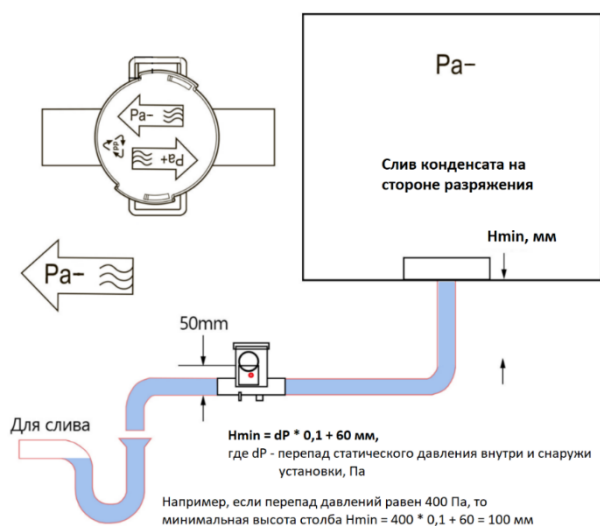 Pa-
Pa-
Pa+
PP
Слив конденсата на
стороне разряжения
Hmin, мм
Pa-
50mm
Для слива
Hmin = dP * 0,1 + 60 мм,
где dP - перепад статического давления внутри и снаружи
установки, Па
Например, если перепад давлений равен 400 Па, то
минимальная высота столба Hmin = 400 * 0,1 + 60 = 100 мм